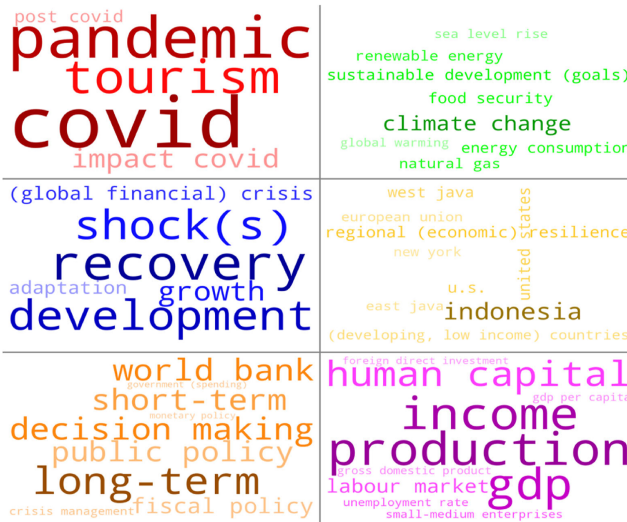 post covid
pandemic
tourism
covid
impact covid
sea level rise
renewable energy
sustainable development (goals)
food security
climate change
global warming
energy consumption
natural gas
(global financial) crisis
shock(s)
recovery
adaptation
growth
development
west java
united states
european union
regional (economic) resilience
new york
u.s.
east java
indonesia
(developing, low income) countries
world bank
government (spending)
short-term
monetary policy
decision making
public policy
long-term
crisis management
fiscal policy
foreign direct investment
human capital
gdp per capita
income
production
gross domestic product
labour market
gdp
unemployment rate
small-medium enterprises